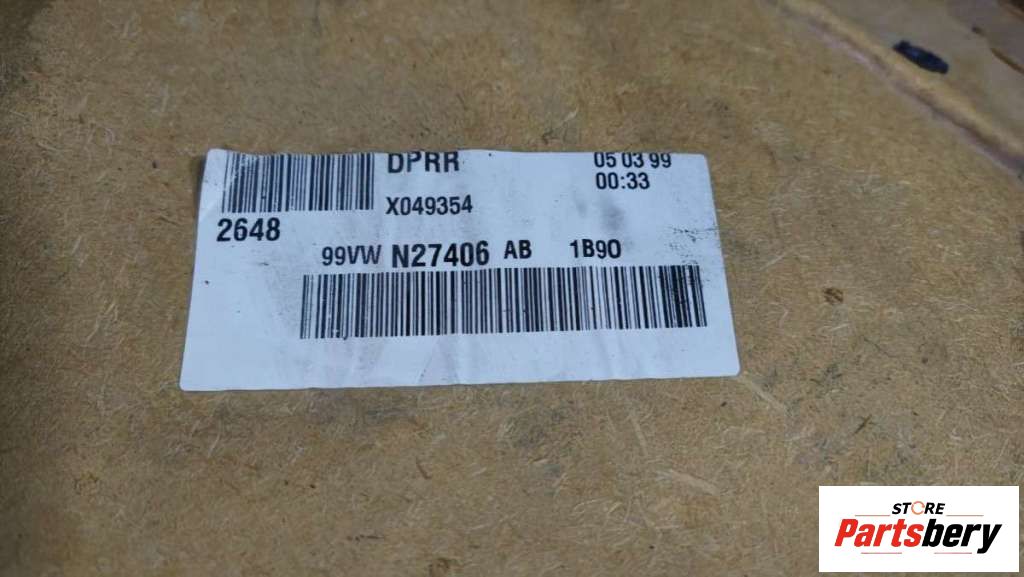 DPRR 05 03 99
00:33
X049354
2648
99VW N27406 AB 1B90
STORE
Partsbery